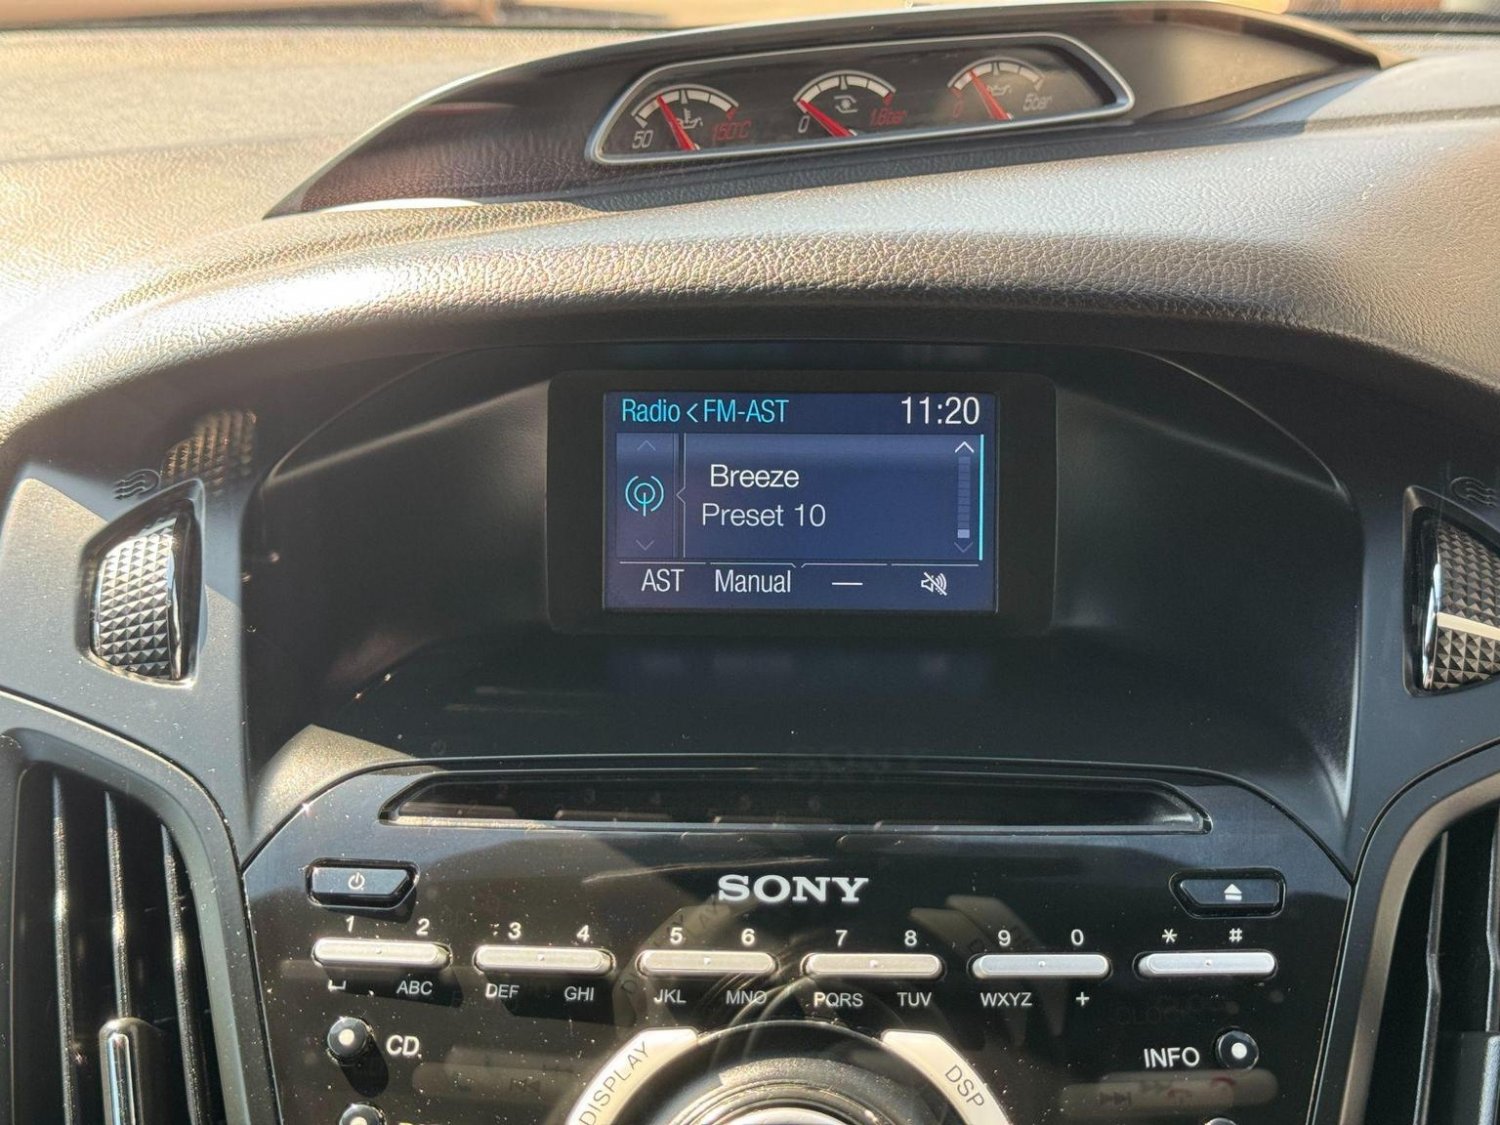 50 150°C
0 1.6bar
0 5bar
Radio < FM-AST 11:20
Breeze
Preset 10
AST Manual —
SONY
1 2 3 4 5 6 7 8 9 0 * #
ABC DEF GHI JKL MNO PQRS TUV WXYZ +
CD INFO
DISPLAY DSP